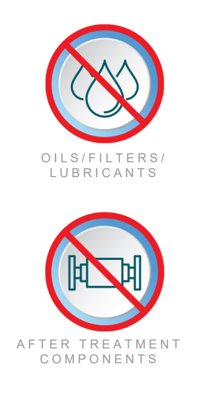 OILS/FILTERS/
LUBRICANTS
AFTER TREATMENT
COMPONENTS